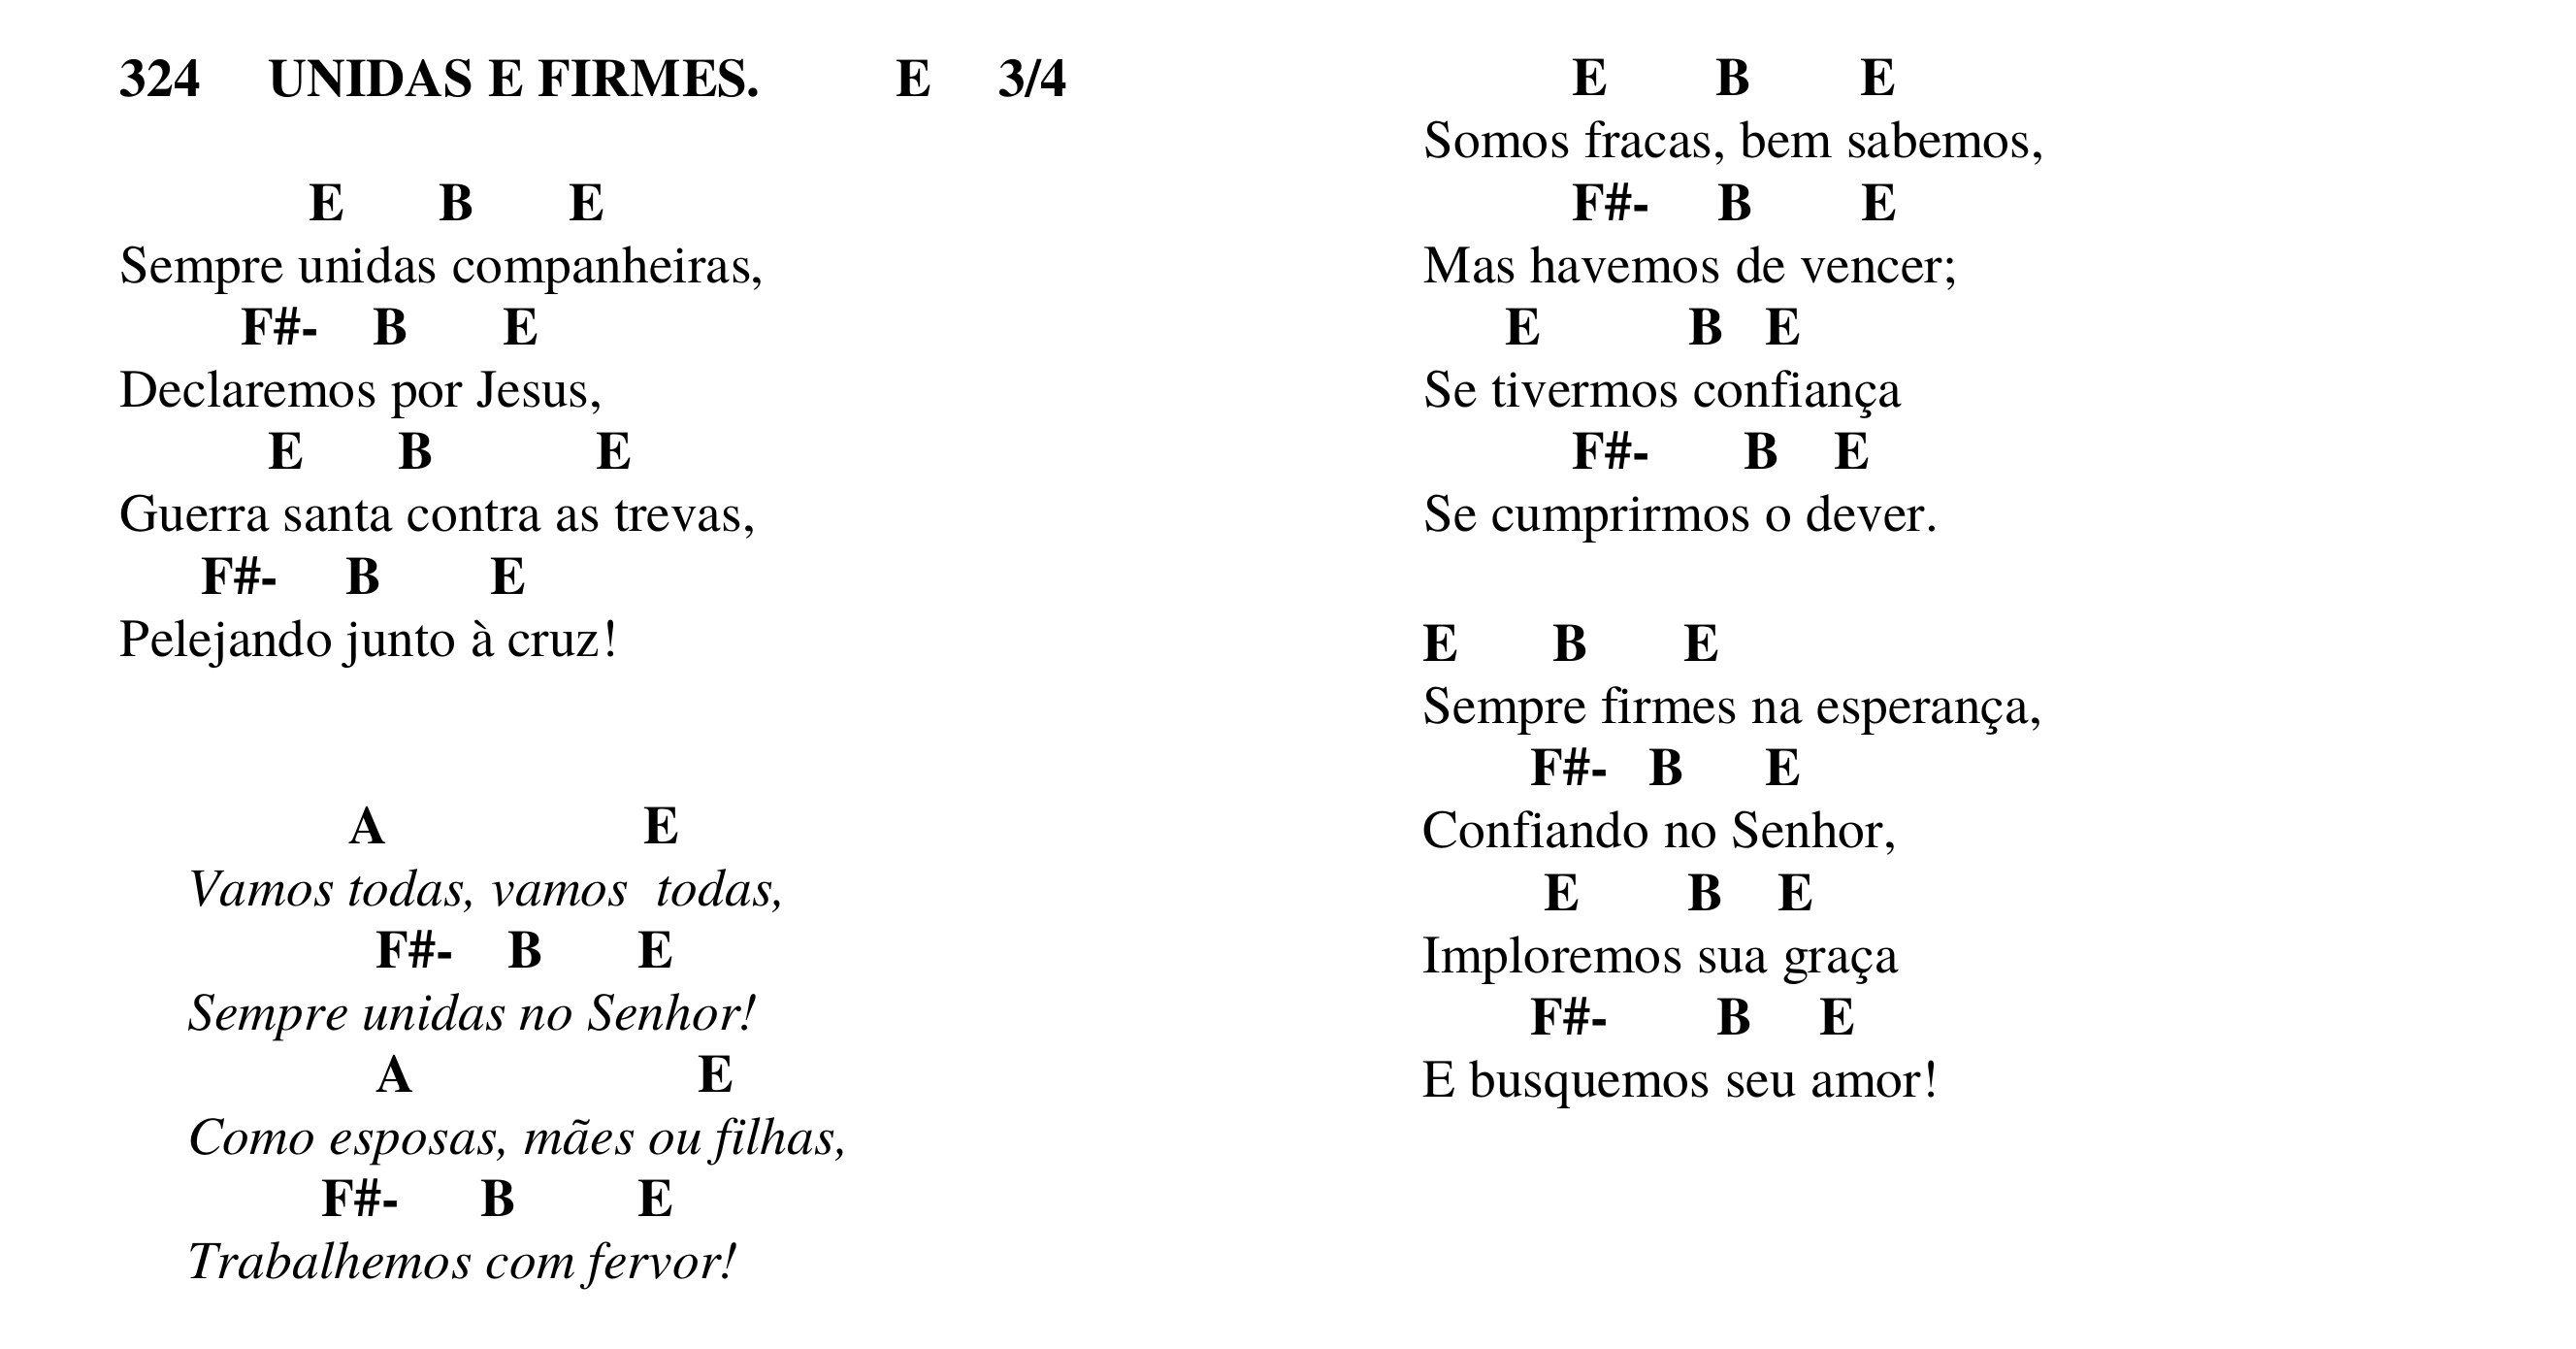 324 UNIDAS E FIRMES. E 3/4
E B E
Sempre unidas companheiras,
F#- B E
Declaremos por Jesus,
E B E
Guerra santa contra as trevas,
F#- B E
Pelejando junto à cruz!
A E
Vamos todas, vamos todas,
F#- B E
Sempre unidas no Senhor!
A E
Como esposas, mães ou filhas,
F#- B E
Trabalhemos com fervor!
E B E
Somos fracas, bem sabemos,
F#- B E
Mas havemos de vencer;
E B E
Se tivermos confiança
F#- B E
Se cumprirmos o dever.
E B E
Sempre firmes na esperança,
F#- B E
Confiando no Senhor,
E B E
Imploremos sua graça
F#- B E
E busquemos seu amor!